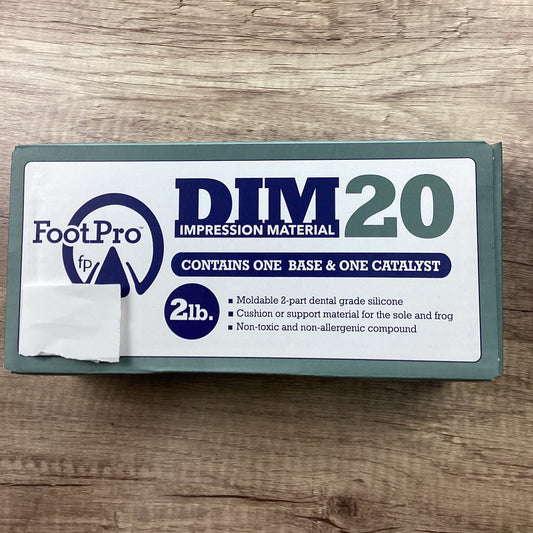 FootPro™
fp
DIM20
IMPRESSION MATERIAL
CONTAINS ONE BASE & ONE CATALYST
2lb.
▪ Moldable 2-part dental grade silicone
▪ Cushion or support material for the sole and frog
▪ Non-toxic and non-allergenic compound